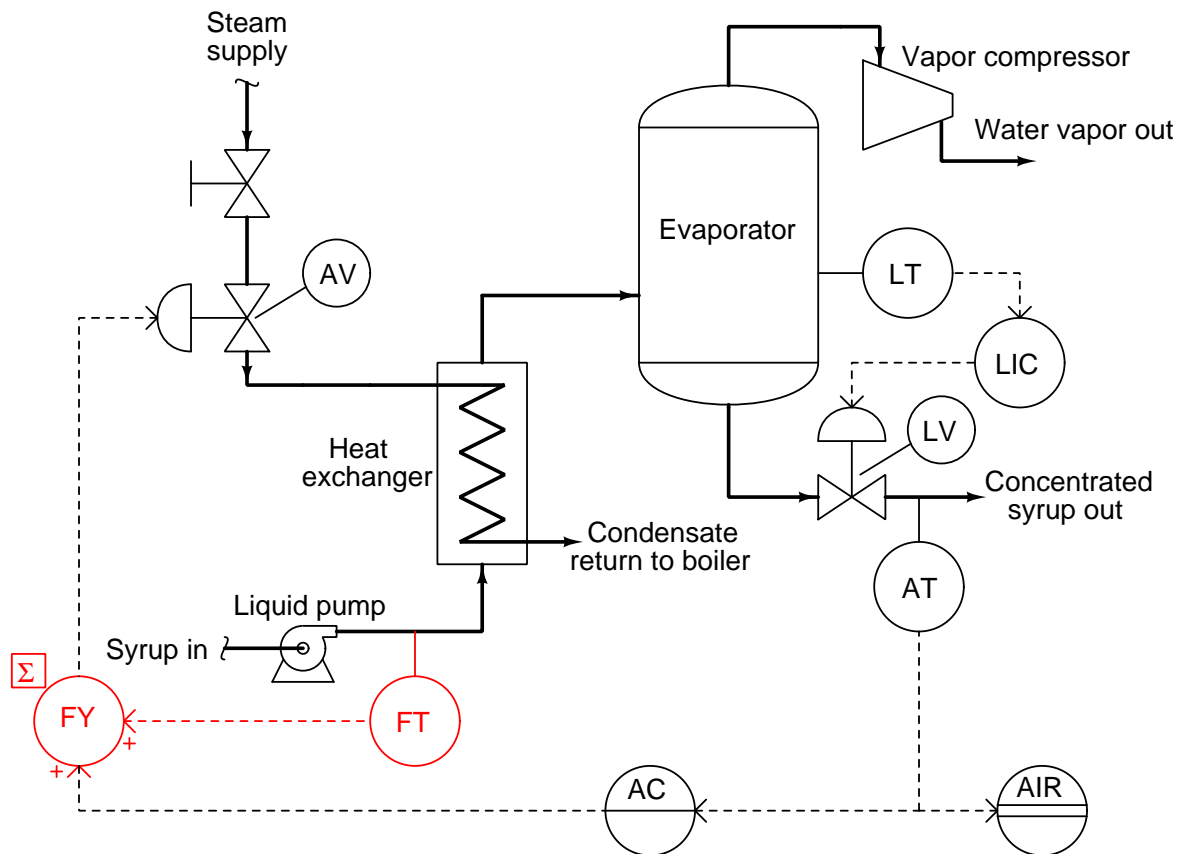 Steam
supply
Vapor compressor
Water vapor out
Evaporator
AV
LT
LIC
LV
Heat
exchanger
Concentrated
syrup out
Condensate
return to boiler
AT
Liquid pump
Syrup in
Σ
FY
FT
+
+
AC
AIR